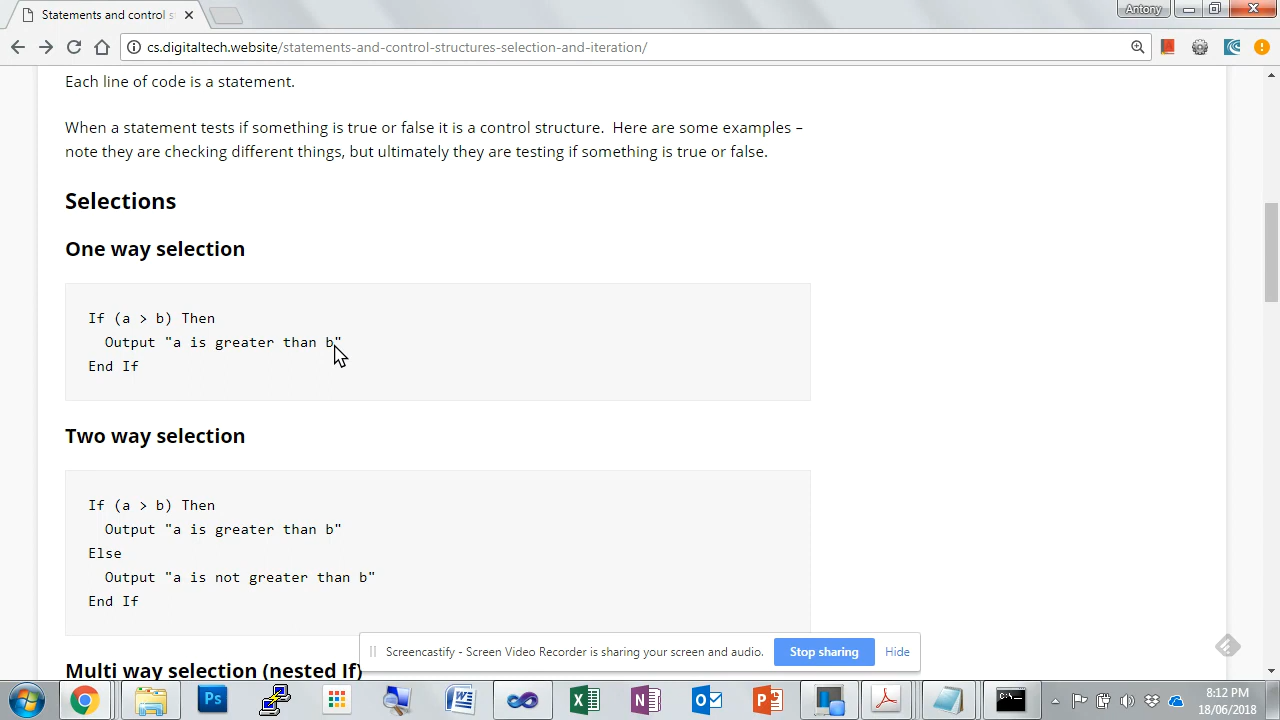 Statements and control s
Antony
cs.digitaltech.website/statements-and-control-structures-selection-and-iteration/
Each line of code is a statement.
When a statement tests if something is true or false it is a control structure.  Here are some examples –
note they are checking different things, but ultimately they are testing if something is true or false.
Selections
One way selection
If (a > b) Then
  Output "a is greater than b"
End If
Two way selection
If (a > b) Then
  Output "a is greater than b"
Else
  Output "a is not greater than b"
End If
Multi way selection (nested If)
Screencastify - Screen Video Recorder is sharing your screen and audio.
Stop sharing
Hide
Ps
8:12 PM
18/06/2018